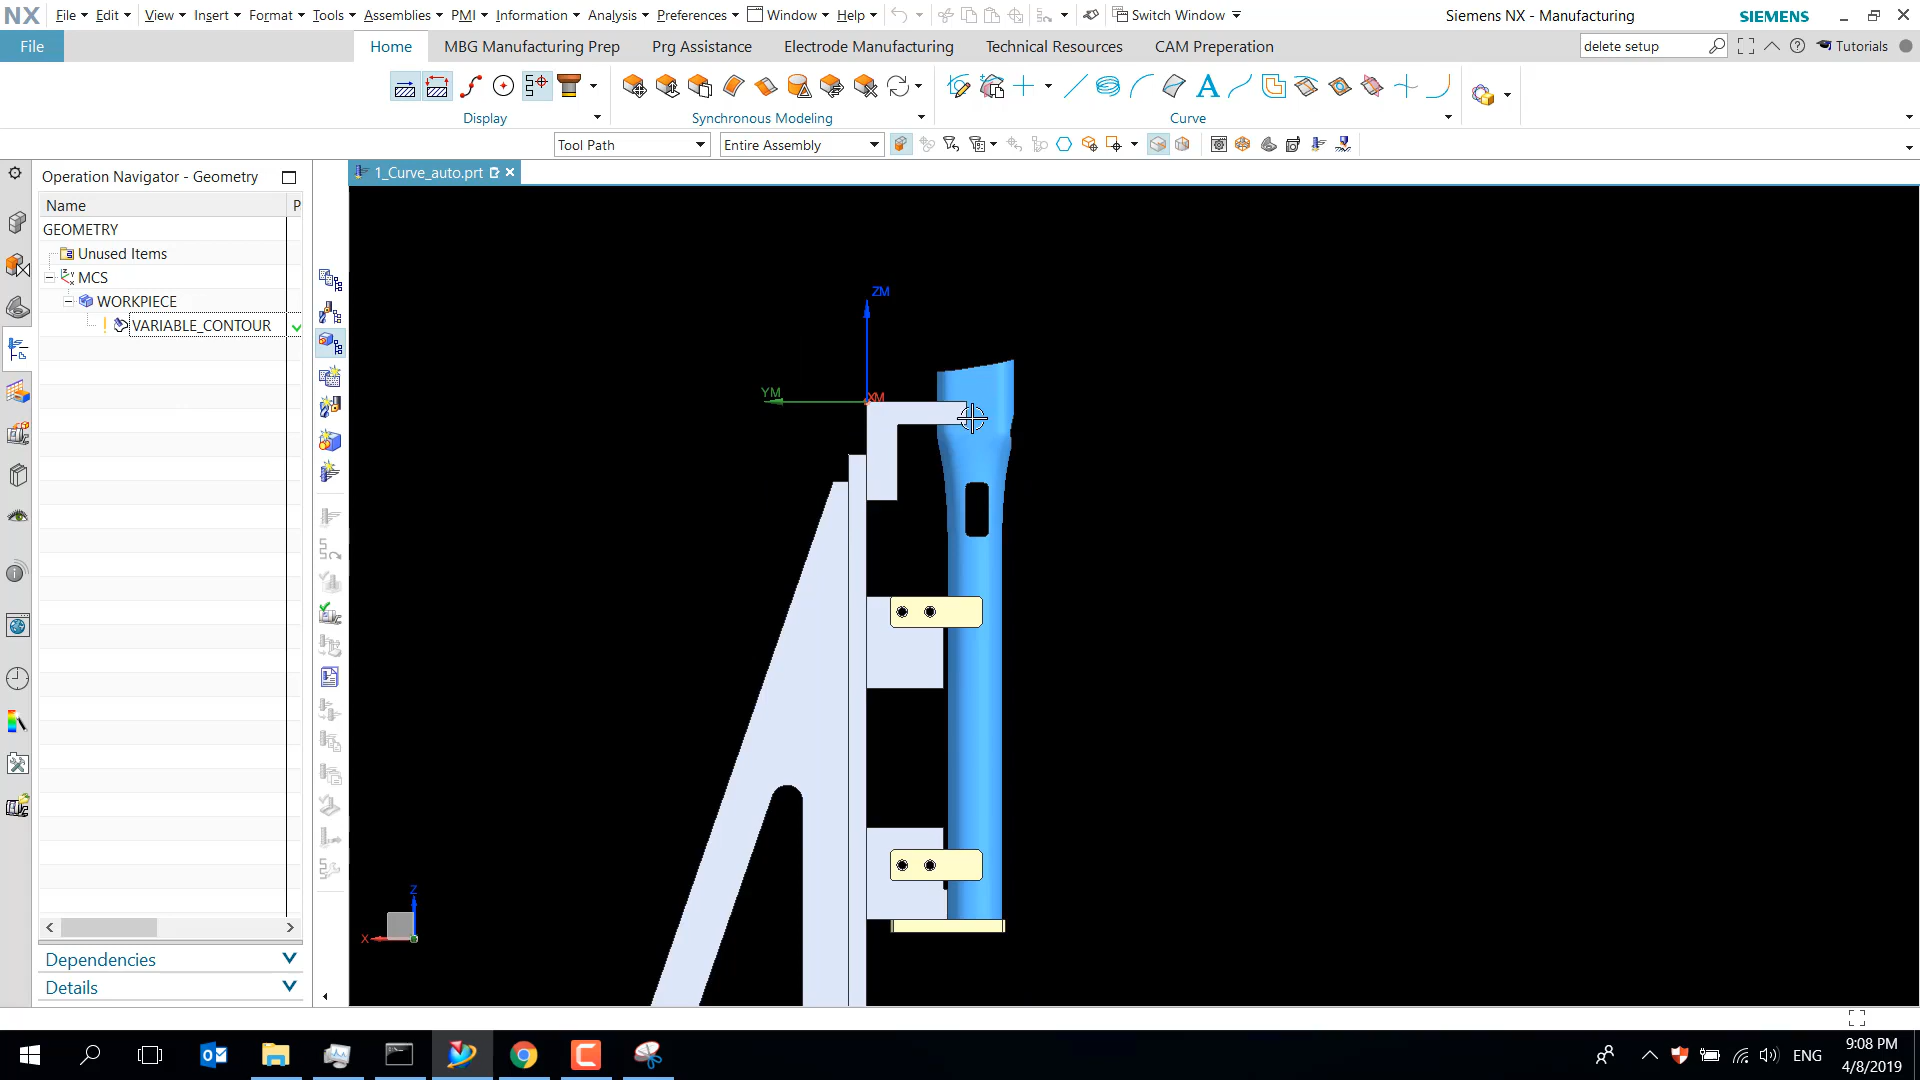 NX File Edit View Insert Format Tools Assemblies PMI Information Analysis Preferences Window Help Switch Window Siemens NX - Manufacturing SIEMENS
File Home MBG Manufacturing Prep Prg Assistance Electrode Manufacturing Technical Resources CAM Preperation delete setup Tutorials
A
Display Synchronous Modeling Curve
Tool Path Entire Assembly
Operation Navigator - Geometry 1_Curve_auto.prt
Name P
GEOMETRY
Unused Items
MCS
WORKPIECE
VARIABLE_CONTOUR
ZM
YM XM
Z
X
Dependencies
Details
ENG 9:08 PM
4/8/2019